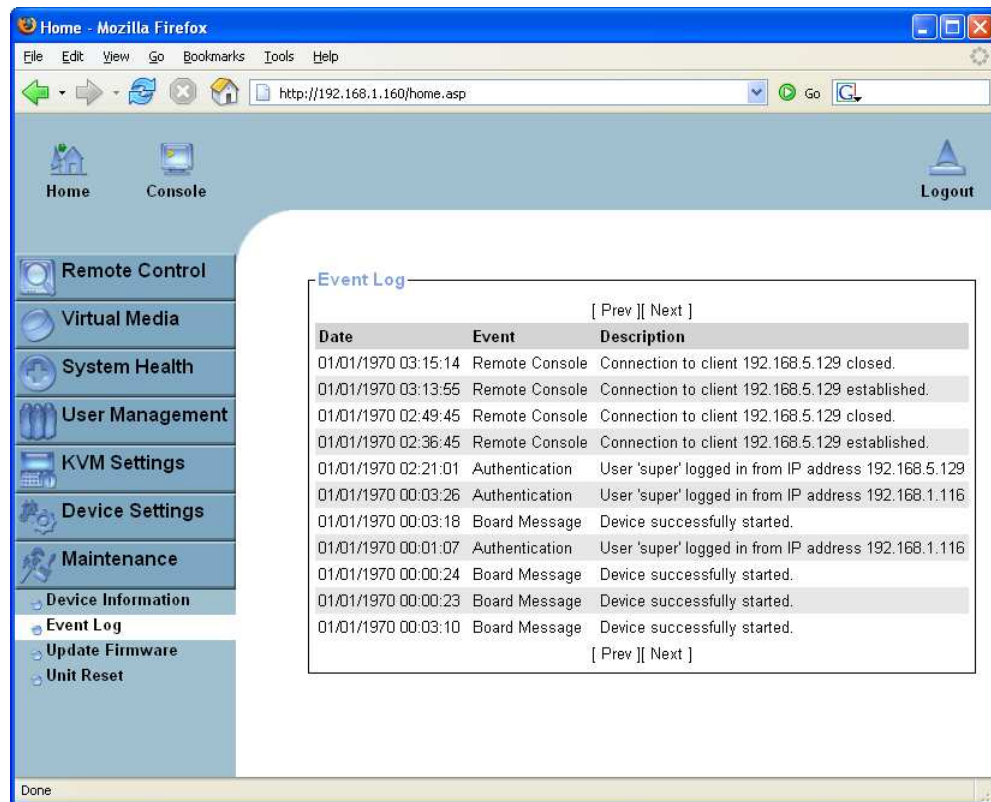 Home - Mozilla Firefox
File Edit View Go Bookmarks Tools Help
http://192.168.1.160/home.asp Go G
Home Console Logout
Remote Control
Virtual Media
System Health
User Management
KVM Settings
Device Settings
Maintenance
Device Information
Event Log
Update Firmware
Unit Reset
Event Log
[ Prev ][ Next ]
Date Event Description
01/01/1970 03:15:14 Remote Console Connection to client 192.168.5.129 closed.
01/01/1970 03:13:55 Remote Console Connection to client 192.168.5.129 established.
01/01/1970 02:49:45 Remote Console Connection to client 192.168.5.129 closed.
01/01/1970 02:36:45 Remote Console Connection to client 192.168.5.129 established.
01/01/1970 02:21:01 Authentication User 'super' logged in from IP address 192.168.5.129
01/01/1970 00:03:26 Authentication User 'super' logged in from IP address 192.168.1.116
01/01/1970 00:03:18 Board Message Device successfully started.
01/01/1970 00:01:07 Authentication User 'super' logged in from IP address 192.168.1.116
01/01/1970 00:00:24 Board Message Device successfully started.
01/01/1970 00:00:23 Board Message Device successfully started.
01/01/1970 00:03:10 Board Message Device successfully started.
[ Prev ][ Next ]
Done